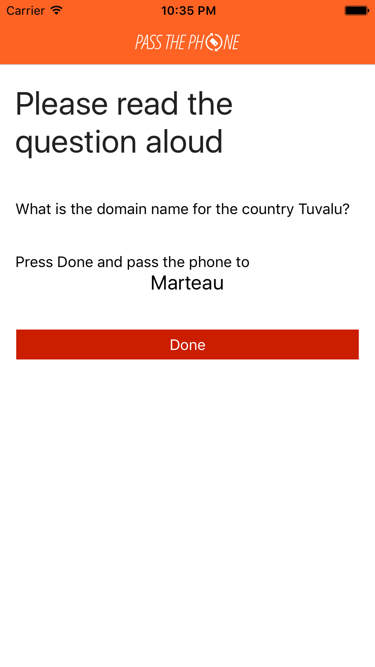 Carrier 10:35 PM
PASS THE PHONE
Please read the
question aloud
What is the domain name for the country Tuvalu?
Press Done and pass the phone to
Marteau
Done